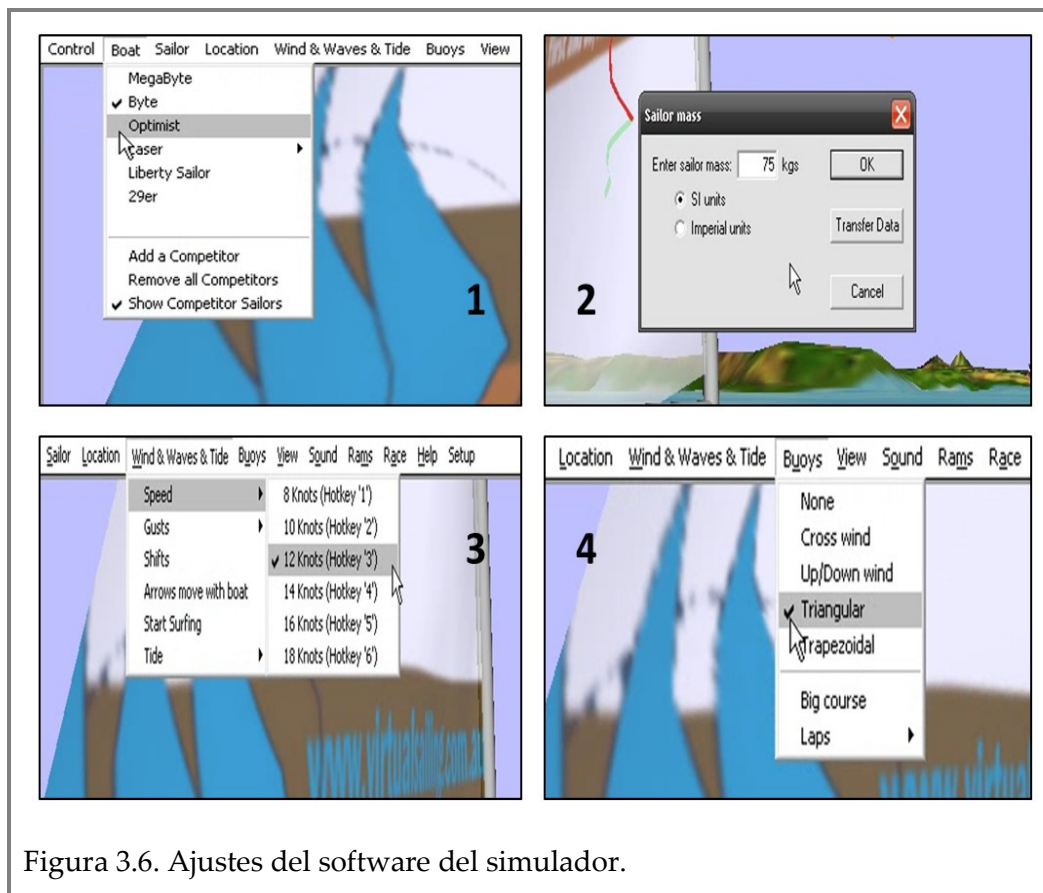 Control Boat Sailor Location Wind & Waves & Tide Buoys View
MegaByte
Byte
Optimist
Laser
Liberty Sailor
29er
Add a Competitor
Remove all Competitors
Show Competitor Sailors
1
Sailor mass
Enter sailor mass: 75 kgs
SI units
Imperial units
OK
Transfer Data
Cancel
2
Sailor Location Wind & Waves & Tide Buoys View Sound Rams Race Help Setup
Speed
Gusts
Shifts
Arrows move with boat
Start Surfing
Tide
8 Knots (Hotkey '1')
10 Knots (Hotkey '2')
12 Knots (Hotkey '3')
14 Knots (Hotkey '4')
16 Knots (Hotkey '5')
18 Knots (Hotkey '6')
3
www.virtualsailing.com.a
Location Wind & Waves & Tide Buoys View Sound Rams Race
None
Cross wind
Up/Down wind
Triangular
Trapezoidal
Big course
Laps
4
Figura 3.6. Ajustes del software del simulador.